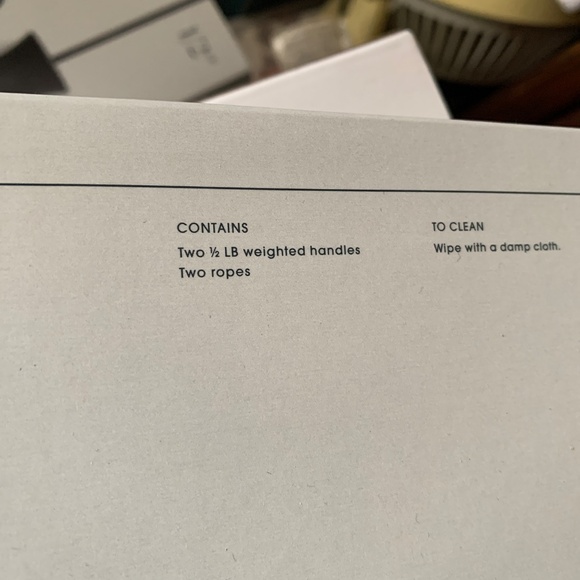 CONTAINS
Two ½ LB weighted handles
Two ropes
TO CLEAN
Wipe with a damp cloth.